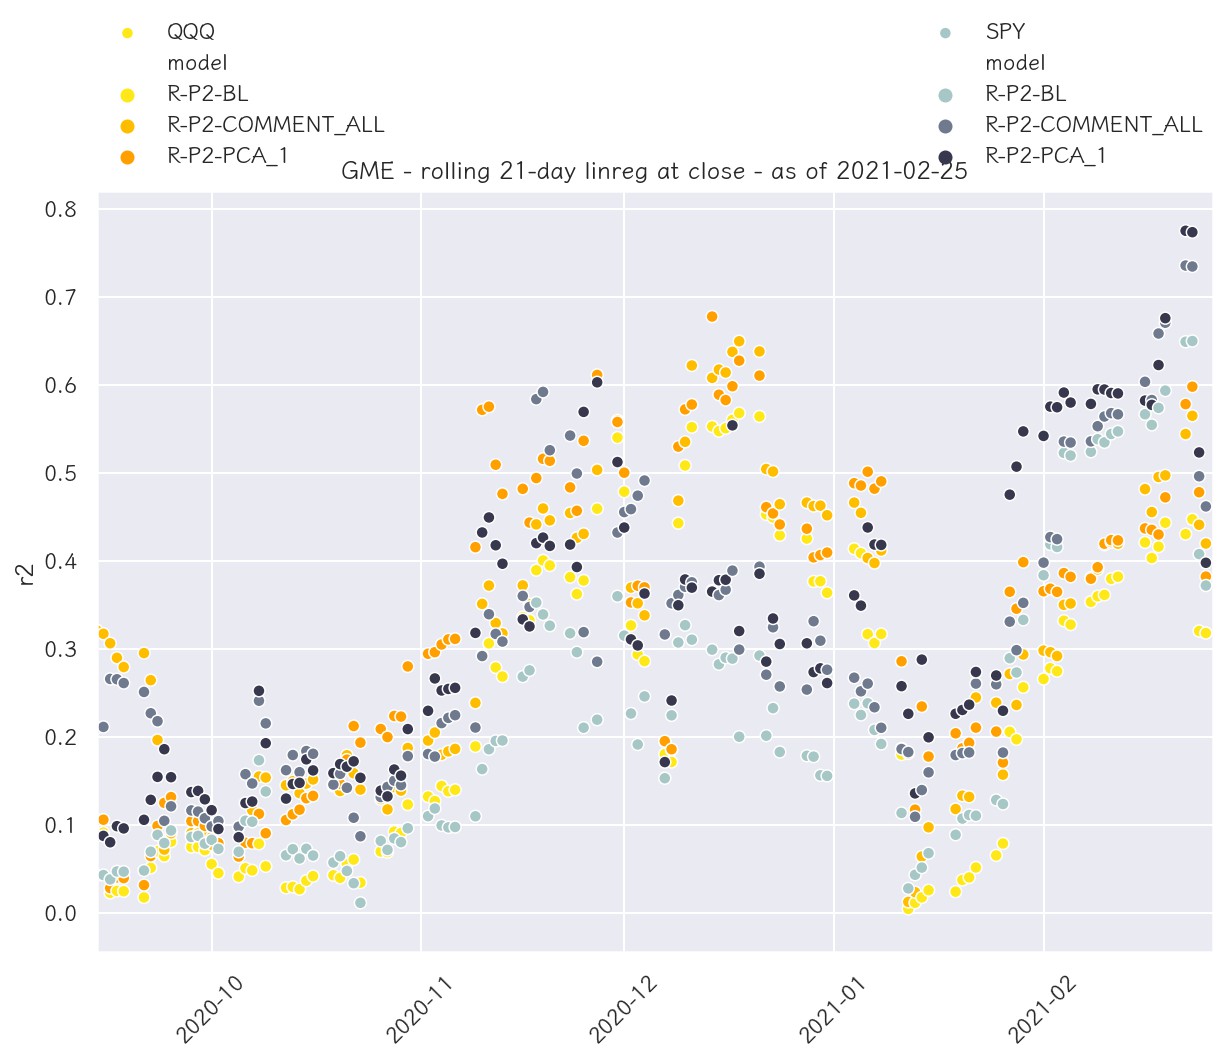 QQQ
model
R-P2-BL
R-P2-COMMENT_ALL
R-P2-PCA_1
SPY
model
R-P2-BL
R-P2-COMMENT_ALL
R-P2-PCA_1
GME - rolling 21-day linreg at close - as of 2021-02-25
0.8
0.7
0.6
0.5
0.4
0.3
0.2
0.1
0.0
r2
2020-10
2020-11
2020-12
2021-01
2021-02